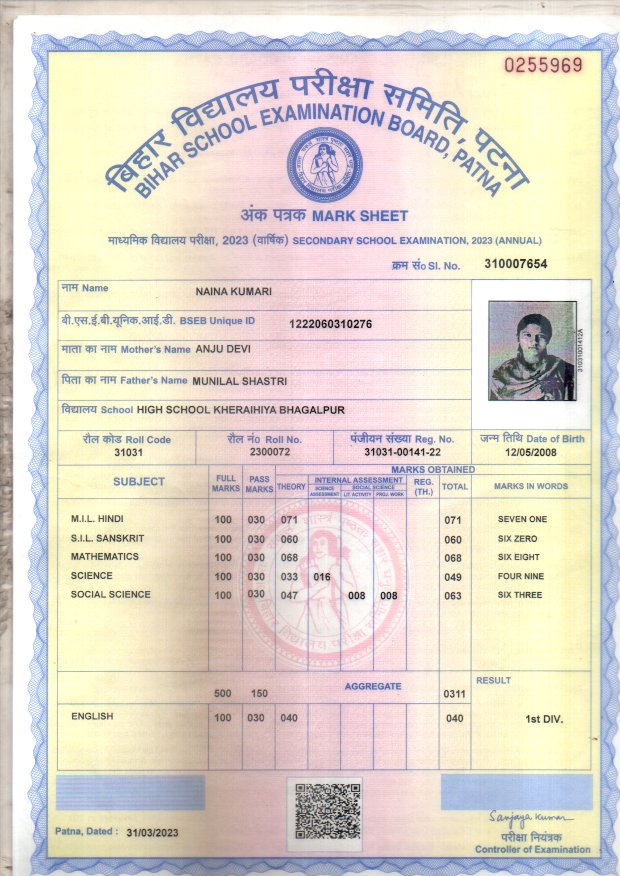 0255969
बिहार विद्यालय परीक्षा समिति, पटना
BIHAR SCHOOL EXAMINATION BOARD, PATNA
अंक पत्रक MARK SHEET
माध्यमिक विद्यालय परीक्षा, 2023 (वार्षिक) SECONDARY SCHOOL EXAMINATION, 2023 (ANNUAL)
क्रम सं० Sl. No. 310007654
नाम Name NAINA KUMARI
बी.एस.ई.बी.यूनिक.आई.डी. BSEB Unique ID 1222060310276
माता का नाम Mother's Name ANJU DEVI
पिता का नाम Father's Name MUNILAL SHASTRI
विद्यालय School HIGH SCHOOL KHERAIHIYA BHAGALPUR
31031001412A
रौल कोड Roll Code रौल नं० Roll No. पंजीयन संख्या Reg. No. जन्म तिथि Date of Birth
31031 2300072 31031-00141-22 12/05/2008
SUBJECT FULL MARKS PASS MARKS THEORY MARKS OBTAINED INTERNAL ASSESSMENT SCIENCE ASSESSMENT SOCIAL SCIENCE LIT. ACTIVITY PROJ. WORK REG. (TH.) TOTAL MARKS IN WORDS
M.I.L. HINDI 100 030 071 071 SEVEN ONE
S.I.L. SANSKRIT 100 030 060 060 SIX ZERO
MATHEMATICS 100 030 068 068 SIX EIGHT
SCIENCE 100 030 033 016 049 FOUR NINE
SOCIAL SCIENCE 100 030 047 008 008 063 SIX THREE
500 150 AGGREGATE 0311 RESULT
ENGLISH 100 030 040 040 1st DIV.
Patna, Dated : 31/03/2023
Sanjaya Kumar
परीक्षा नियंत्रक
Controller of Examination